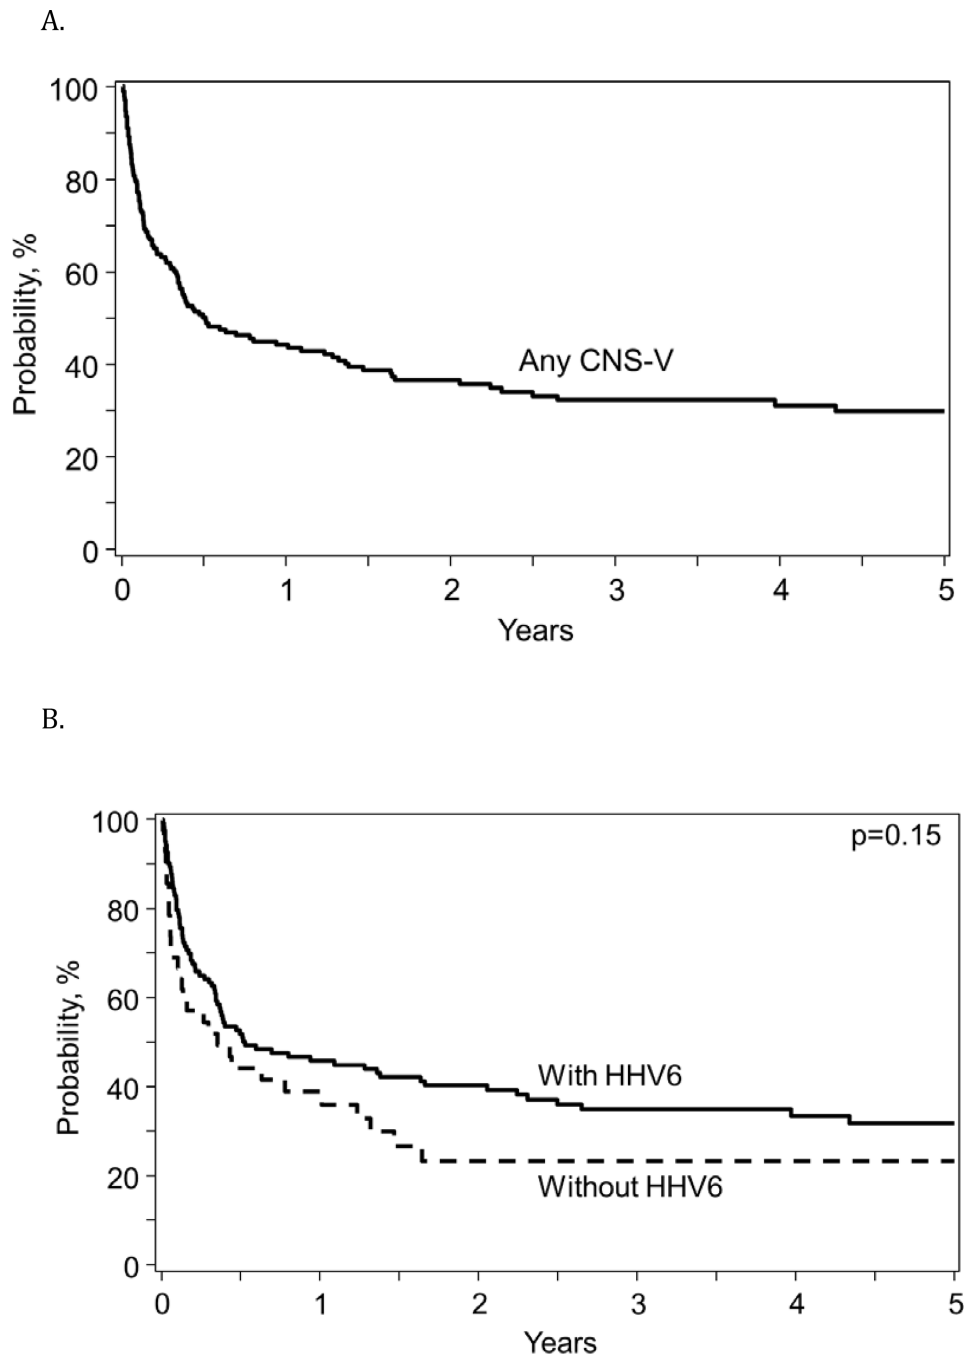 A.
100
80
60
40
20
0
Probability, %
Any CNS-V
0 1 2 3 4 5
Years
B.
100
80
60
40
20
0
Probability, %
p=0.15
With HHV6
Without HHV6
0 1 2 3 4 5
Years